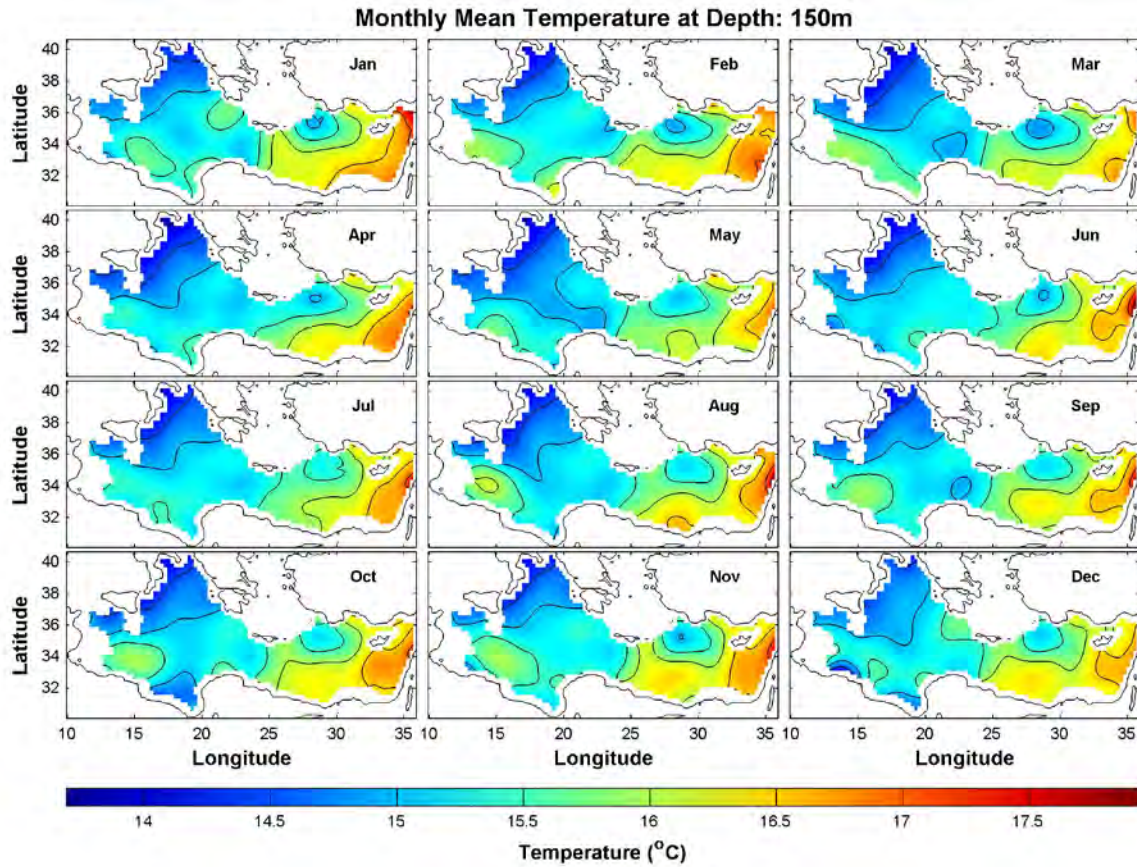 Monthly Mean Temperature at Depth: 150m
40
38
36
34
32
Latitude
Jan
Feb
Mar
40
38
36
34
32
Latitude
Apr
May
Jun
40
38
36
34
32
Latitude
Jul
Aug
Sep
40
38
36
34
32
Latitude
Oct
Nov
Dec
10 15 20 25 30 35 10 15 20 25 30 35 10 15 20 25 30 35
Longitude Longitude Longitude
14 14.5 15 15.5 16 16.5 17 17.5
Temperature (°C)